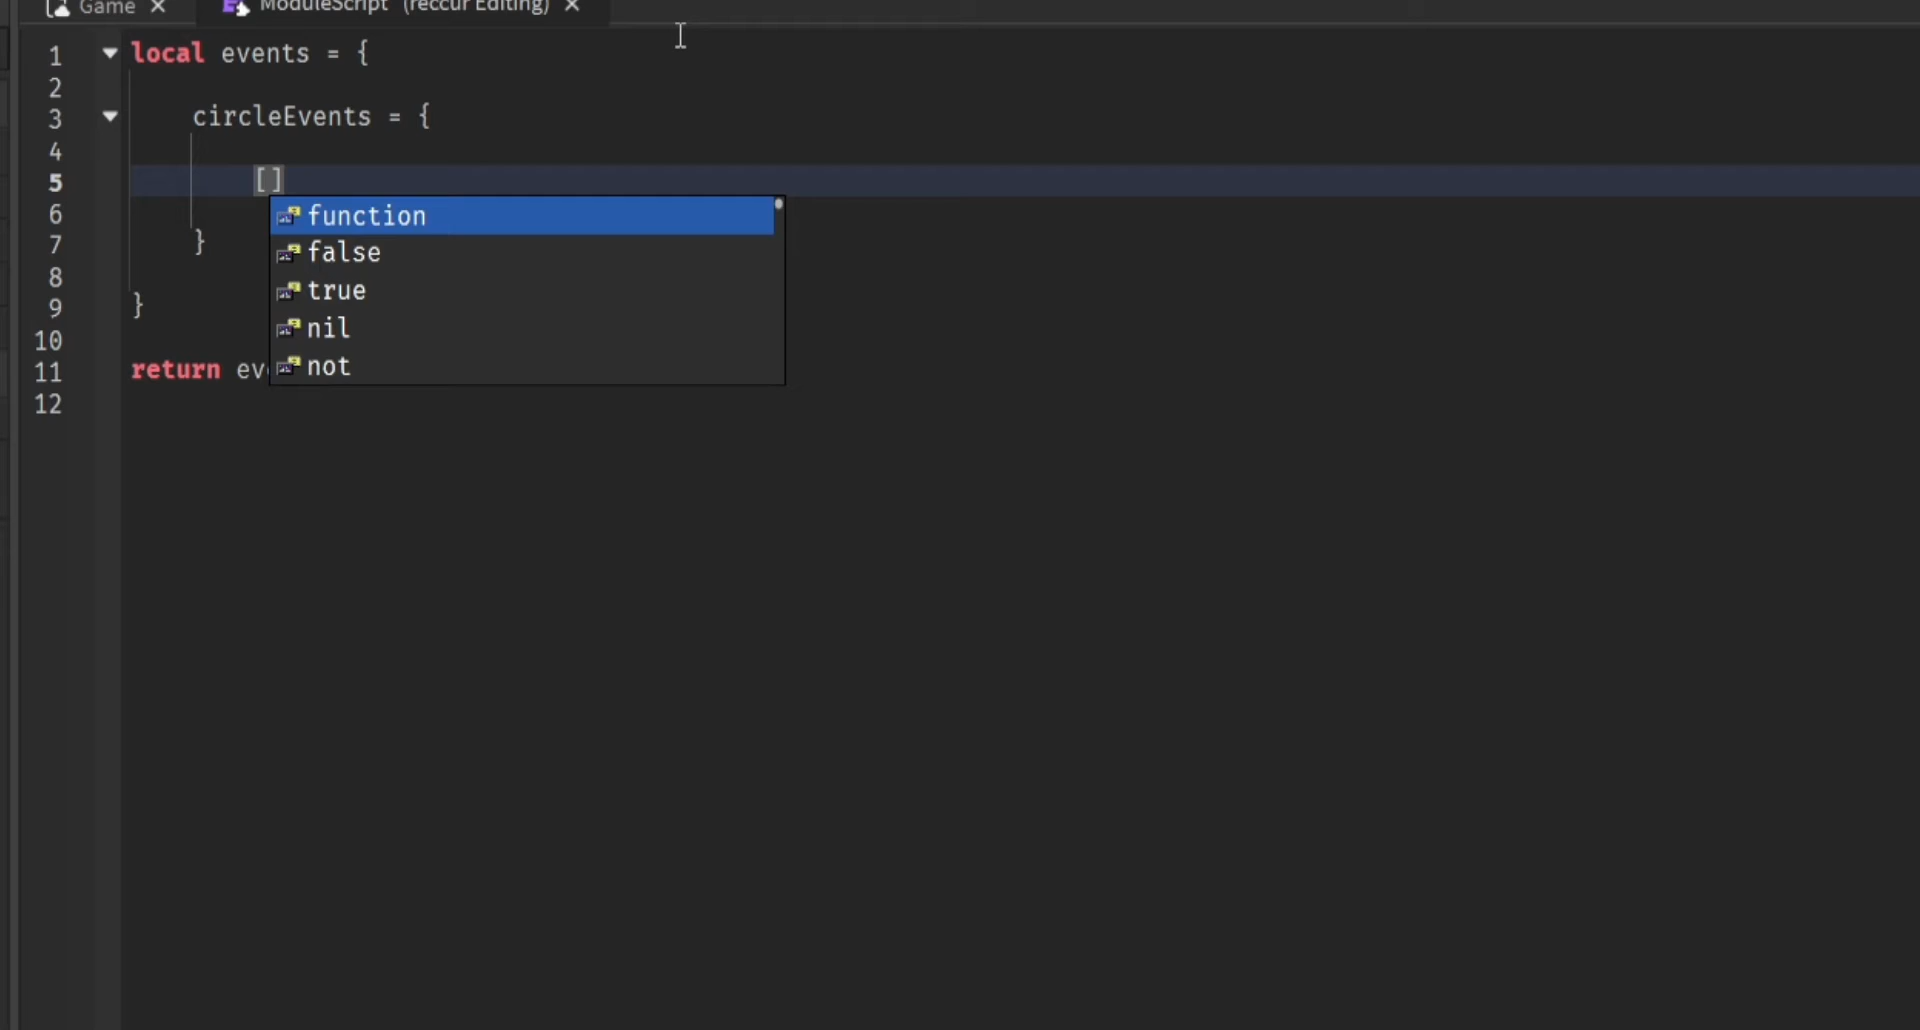 Game ✕ ModuleScript (reccur Editing) ✕
1 local events = {
2
3 circleEvents = {
4
5 []
6
7 }
8
9 }
10
11 return eve
12
function
false
true
nil
not